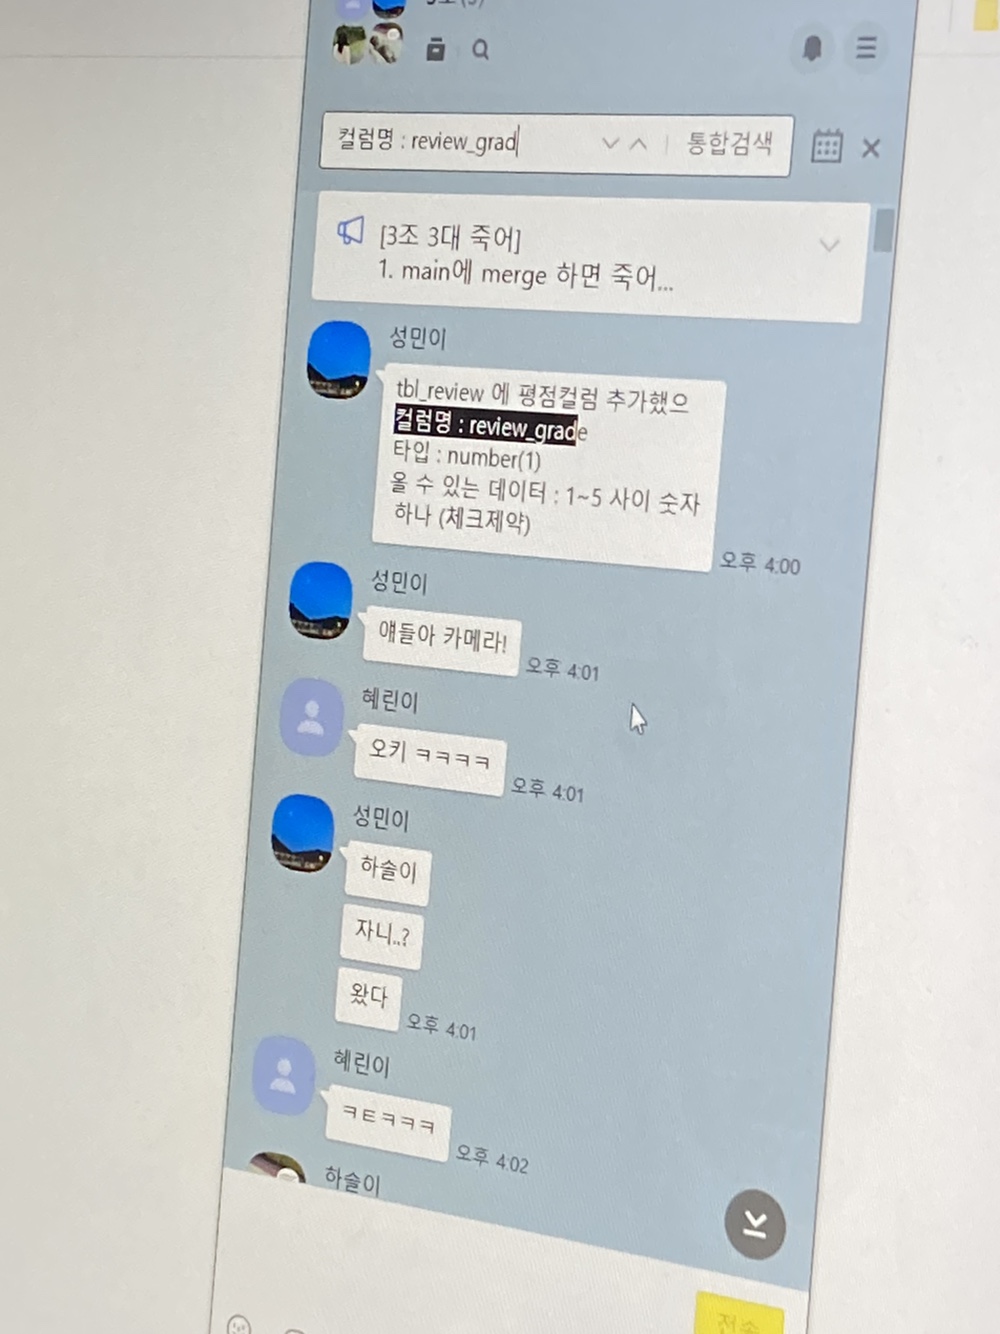 컬럼명 : review_grad
통합검색
[3조 3대 죽어]
1. main에 merge 하면 죽어...
성민이
tbl_review 에 평점컬럼 추가했으
컬럼명 : review_grade
타입 : number(1)
올 수 있는 데이터 : 1~5 사이 숫자
하나 (체크제약)
오후 4:00
성민이
얘들아 카메라!
오후 4:01
혜린이
오키 ㅋㅋㅋㅋ
오후 4:01
성민이
하슬이
자니..?
왔다
오후 4:01
혜린이
ㅋㅌㅋㅋㅋ
오후 4:02
하슬이
전송